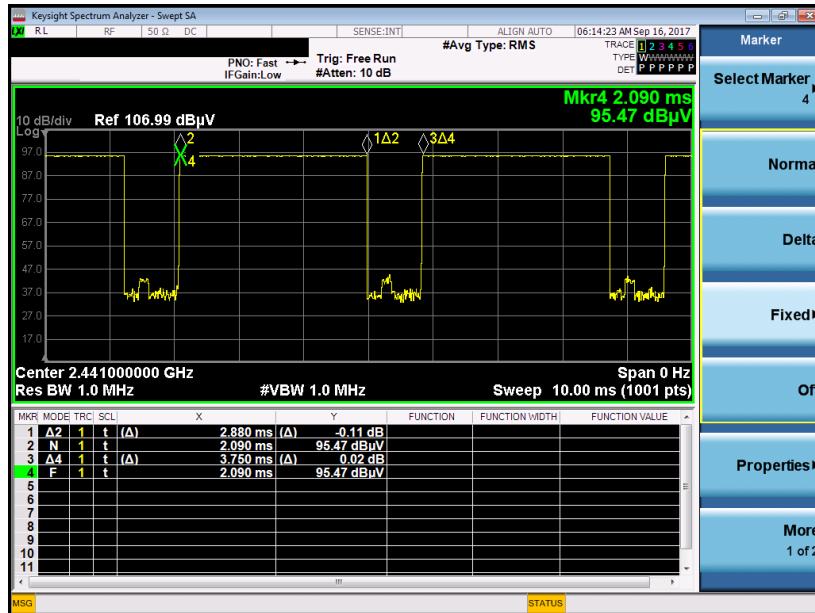 Keysight Spectrum Analyzer - Swept SA
RL RF 50 Ω DC SENSE:INT ALIGN AUTO 06:14:23 AM Sep 16, 2017
#Avg Type: RMS
TRACE 1 2 3 4 5 6
TYPE W
DET P P P P P P
PNO: Fast
IFGain:Low
Trig: Free Run
#Atten: 10 dB
Mkr4 2.090 ms
95.47 dBµV
10 dB/div Ref 106.99 dBµV
Log
97.0
87.0
77.0
67.0
57.0
47.0
37.0
27.0
17.0
2
4
1Δ2
3Δ4
Center 2.441000000 GHz Span 0 Hz
Res BW 1.0 MHz #VBW 1.0 MHz Sweep 10.00 ms (1001 pts)
MKR MODE TRC SCL X Y FUNCTION FUNCTION WIDTH FUNCTION VALUE
1 Δ2 1 t (Δ) 2.880 ms (Δ) -0.11 dB
2 N 1 t 2.090 ms 95.47 dBµV
3 Δ4 1 t (Δ) 3.750 ms (Δ) 0.02 dB
4 F 1 t 2.090 ms 95.47 dBµV
5
6
7
8
9
10
11
MSG STATUS
Marker
Select Marker
4
Norma
Delta
Fixed
Of
Properties
More
1 of 2